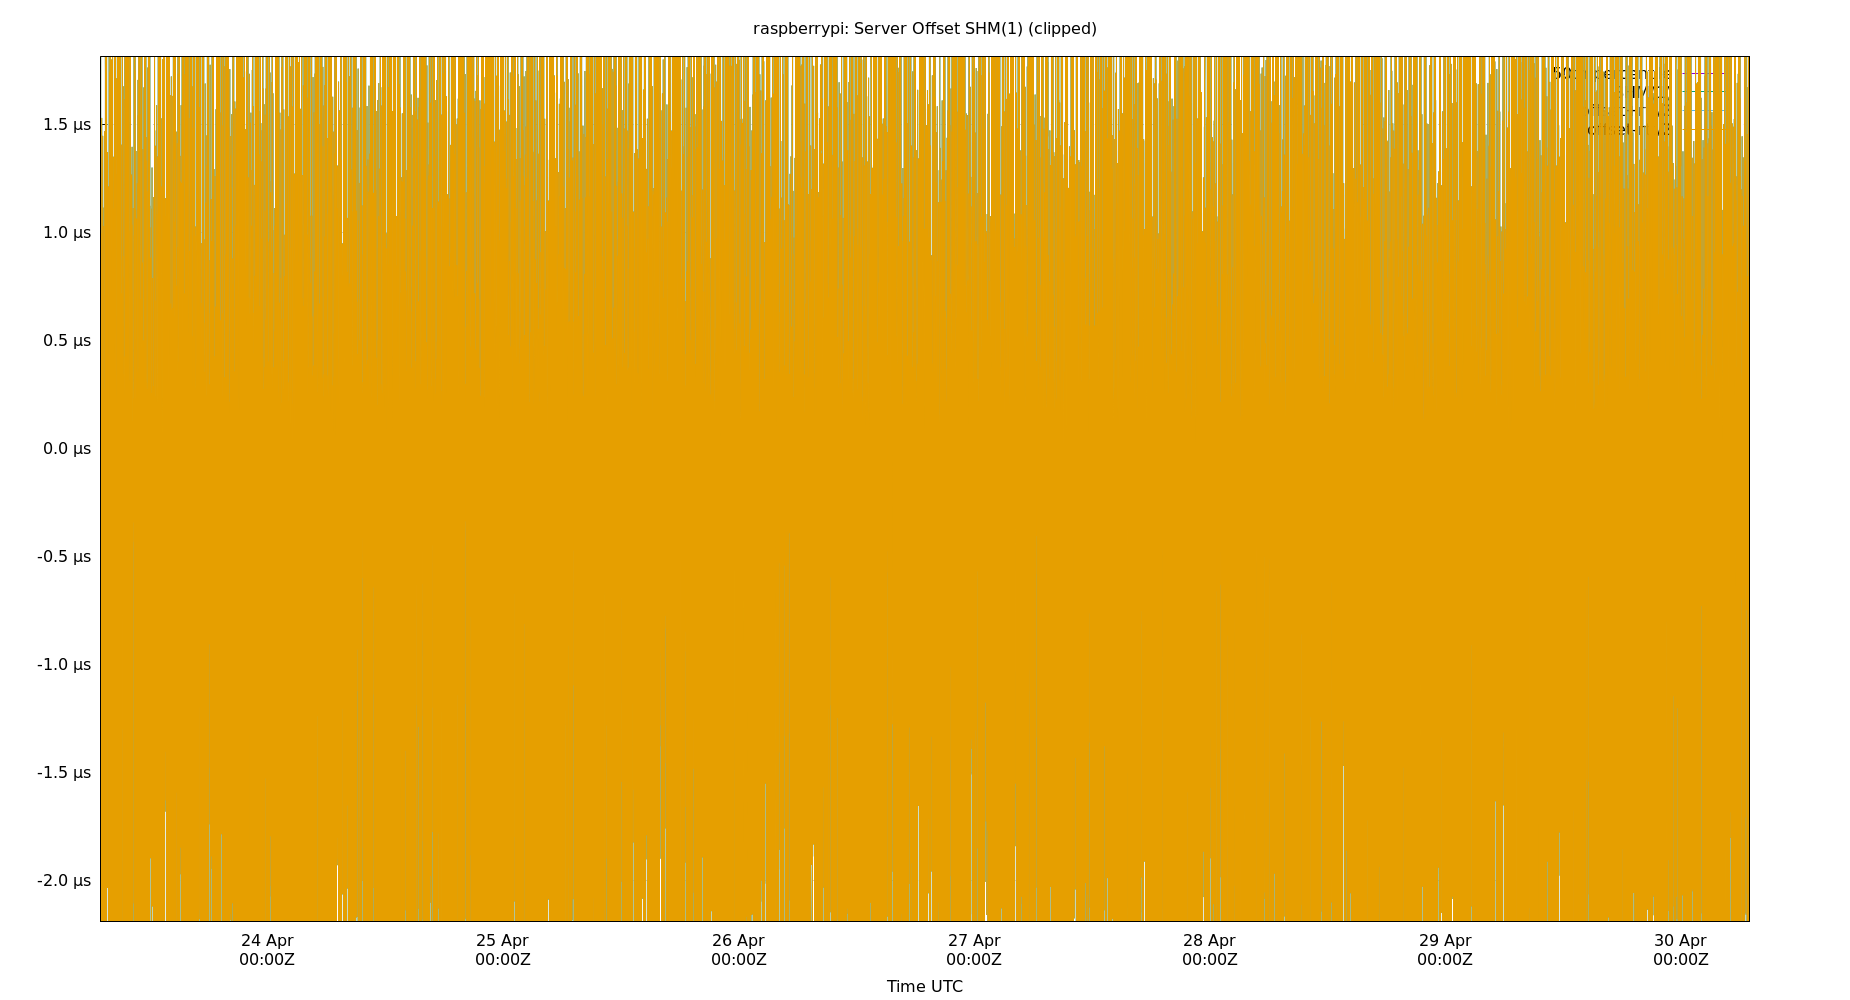 raspberrypi: Server Offset SHM(1) (clipped)
1.5 µs
1.0 µs
0.5 µs
0.0 µs
-0.5 µs
-1.0 µs
-1.5 µs
-2.0 µs
24 Apr 25 Apr 26 Apr 27 Apr 28 Apr 29 Apr 30 Apr
00:00Z 00:00Z 00:00Z 00:00Z 00:00Z 00:00Z 00:00Z
Time UTC